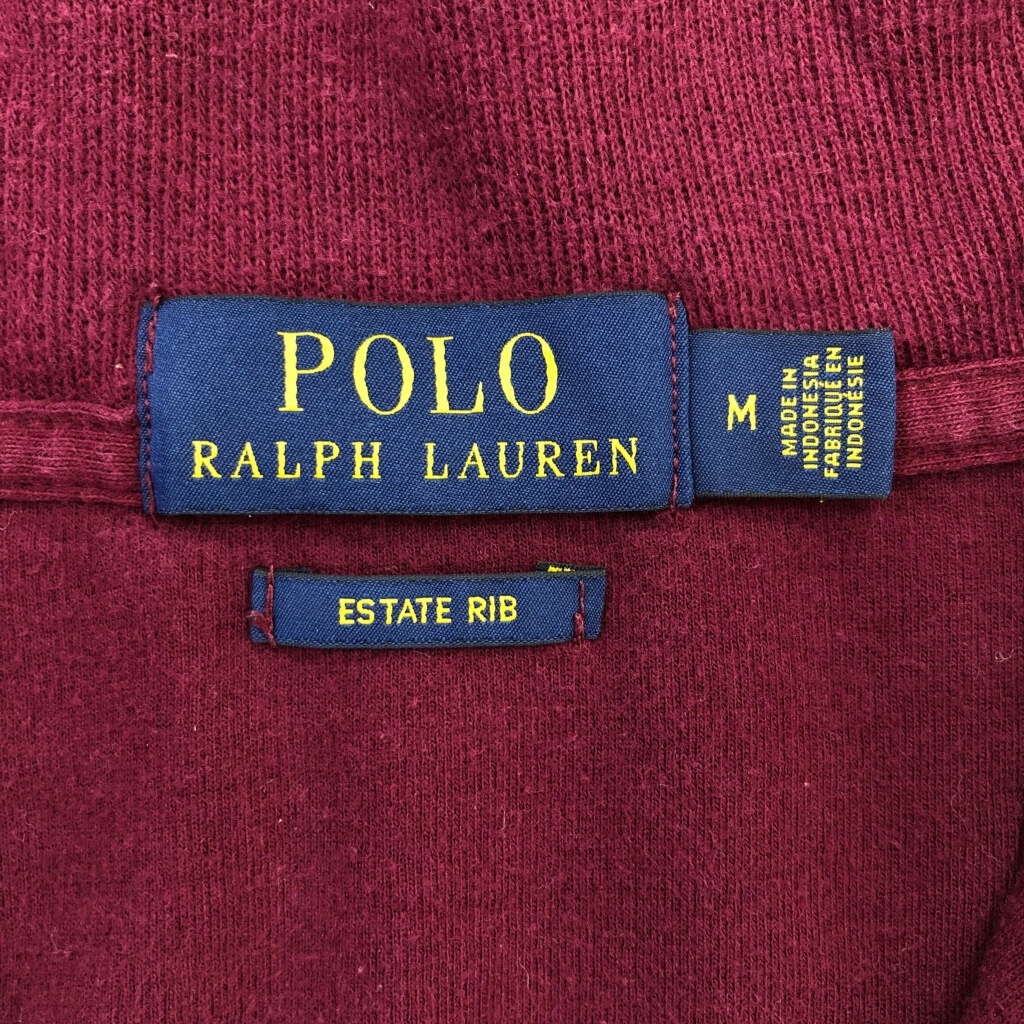 POLO
RALPH LAUREN
M
MADE IN
INDONESIA
FABRIQUÉ EN
INDONÉSIE
ESTATE RIB